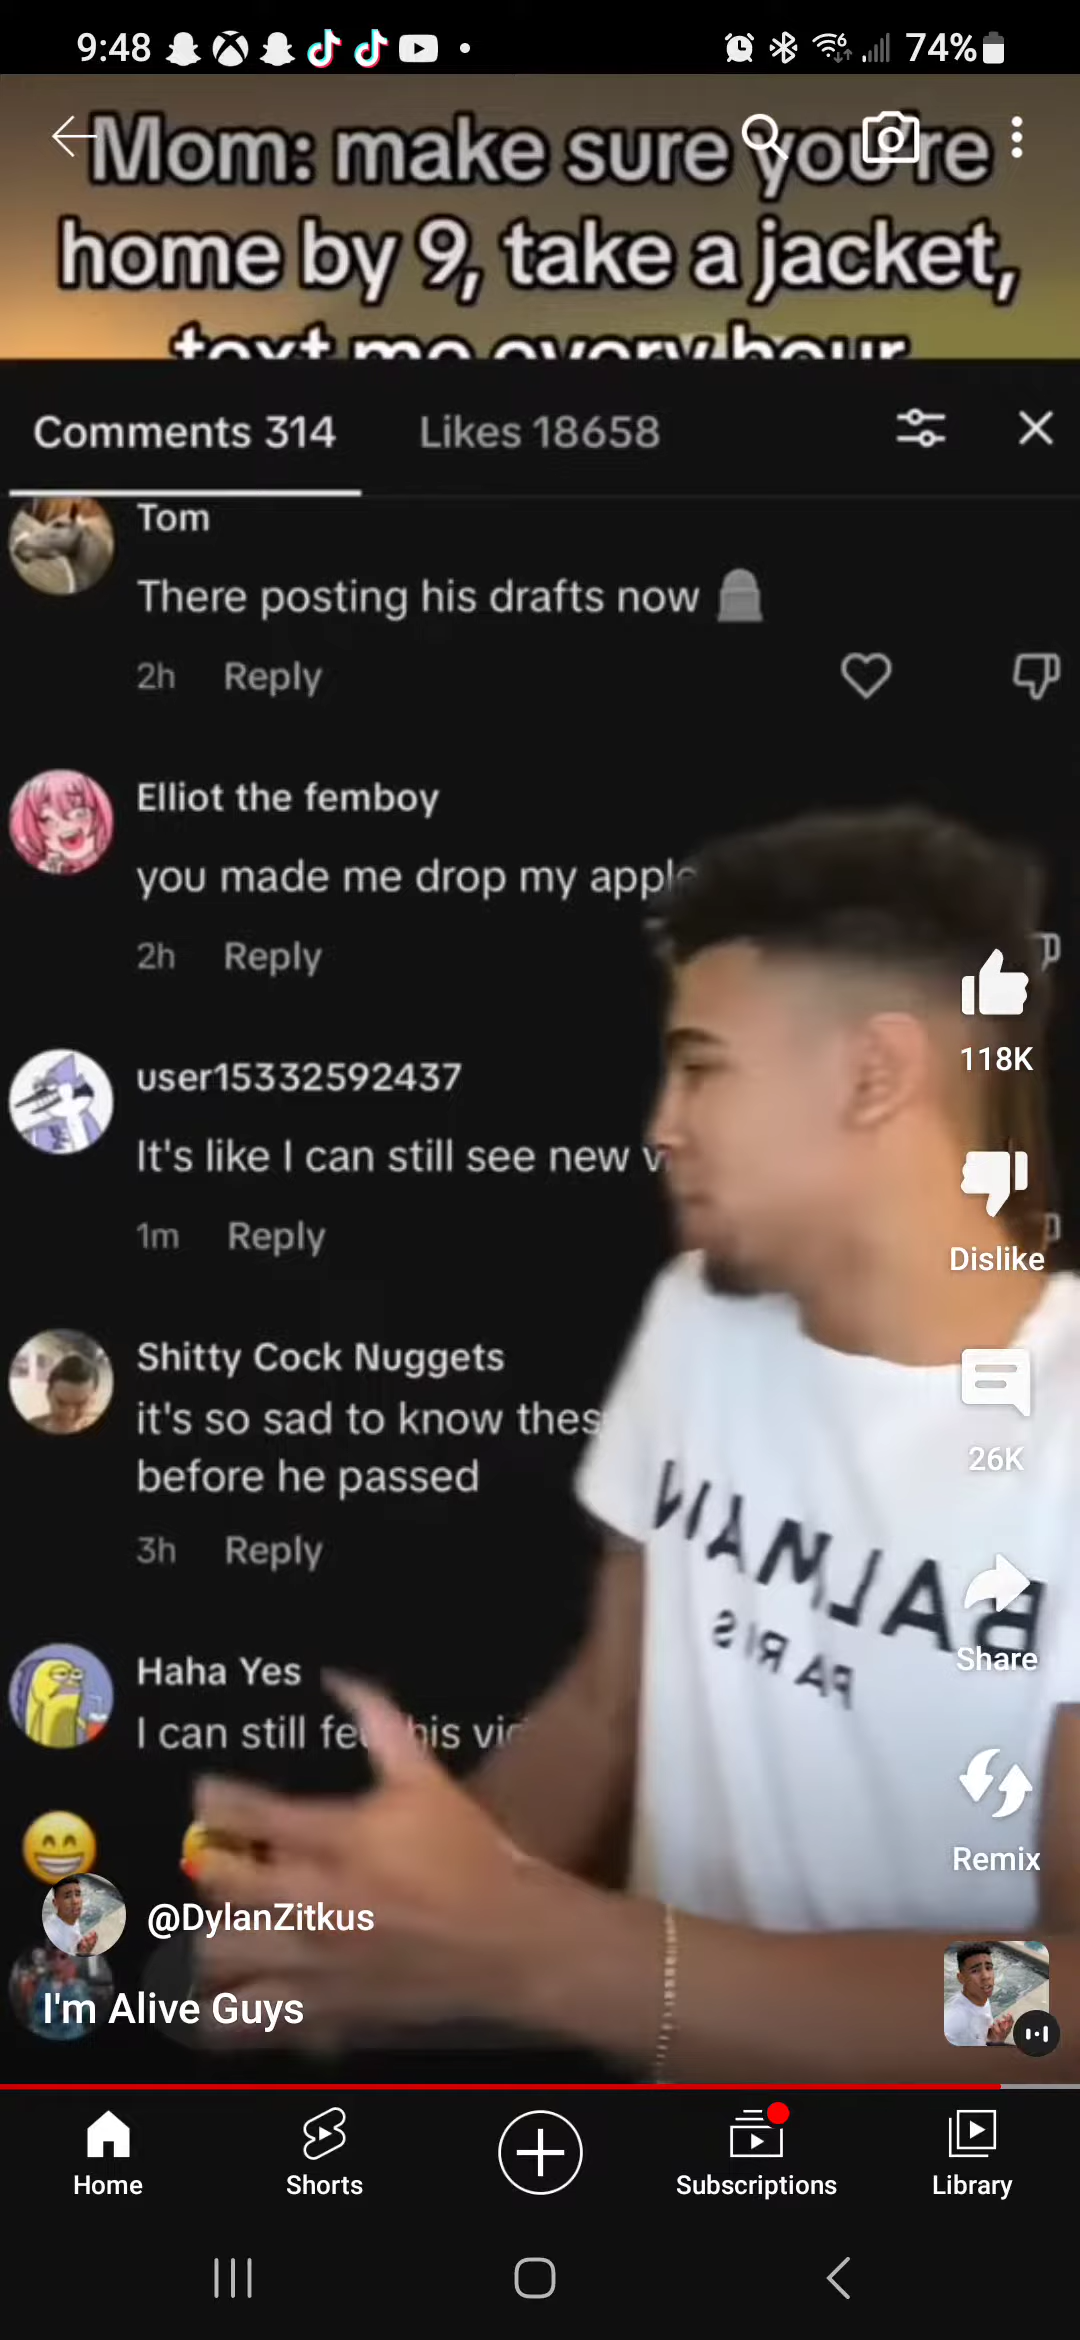 9:48
74%
Mom: make sure you're
home by 9, take a jacket,
text me every hour
Comments 314
Likes 18658
Tom
There posting his drafts now
2h Reply
Elliot the femboy
you made me drop my apple
2h Reply
118K
user15332592437
It's like I can still see new
1m Reply
Dislike
Shitty Cock Nuggets
it's so sad to know
before he passed
3h Reply
26K
BALMAIN
PARIS
Share
Haha Yes
I can still
Remix
@DylanZitkus
I'm Alive Guys
Home
Shorts
Subscriptions
Library